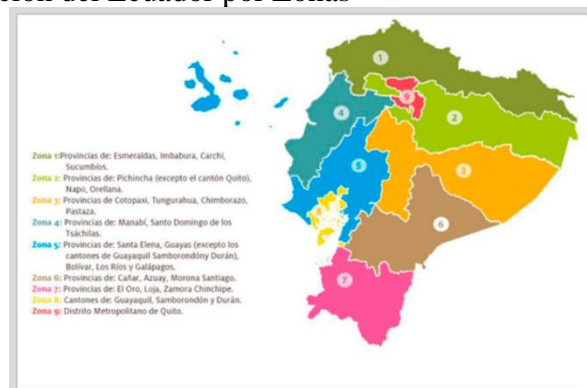 ción del Ecuador por Zonas
Zona 1:Provincias de: Esmeraldas, Imbabura, Carchi,
Sucumbíos.
Zona 2: Provincias de: Pichincha (excepto el cantón Quito),
Napo, Orellana.
Zona 3: Provincias de Cotopaxi, Tungurahua, Chimborazo,
Pastaza.
Zona 4: Provincias de: Manabí, Santo Domingo de los
Tsáchilas.
Zona 5: Provincias de: Santa Elena, Guayas (excepto los
cantones de Guayaquil Samborondóny Durán),
Bolívar, Los Ríos y Galápagos.
Zona 6: Provincias de: Cañar, Azuay, Morona Santiago.
Zona 7: Provincias de: El Oro, Loja, Zamora Chinchipe.
Zona 8: Cantones de: Guayaquil, Samborondón y Durán.
Zona 9: Distrito Metropolitano de Quito.
1
9
4
2
5
3
8
6
7